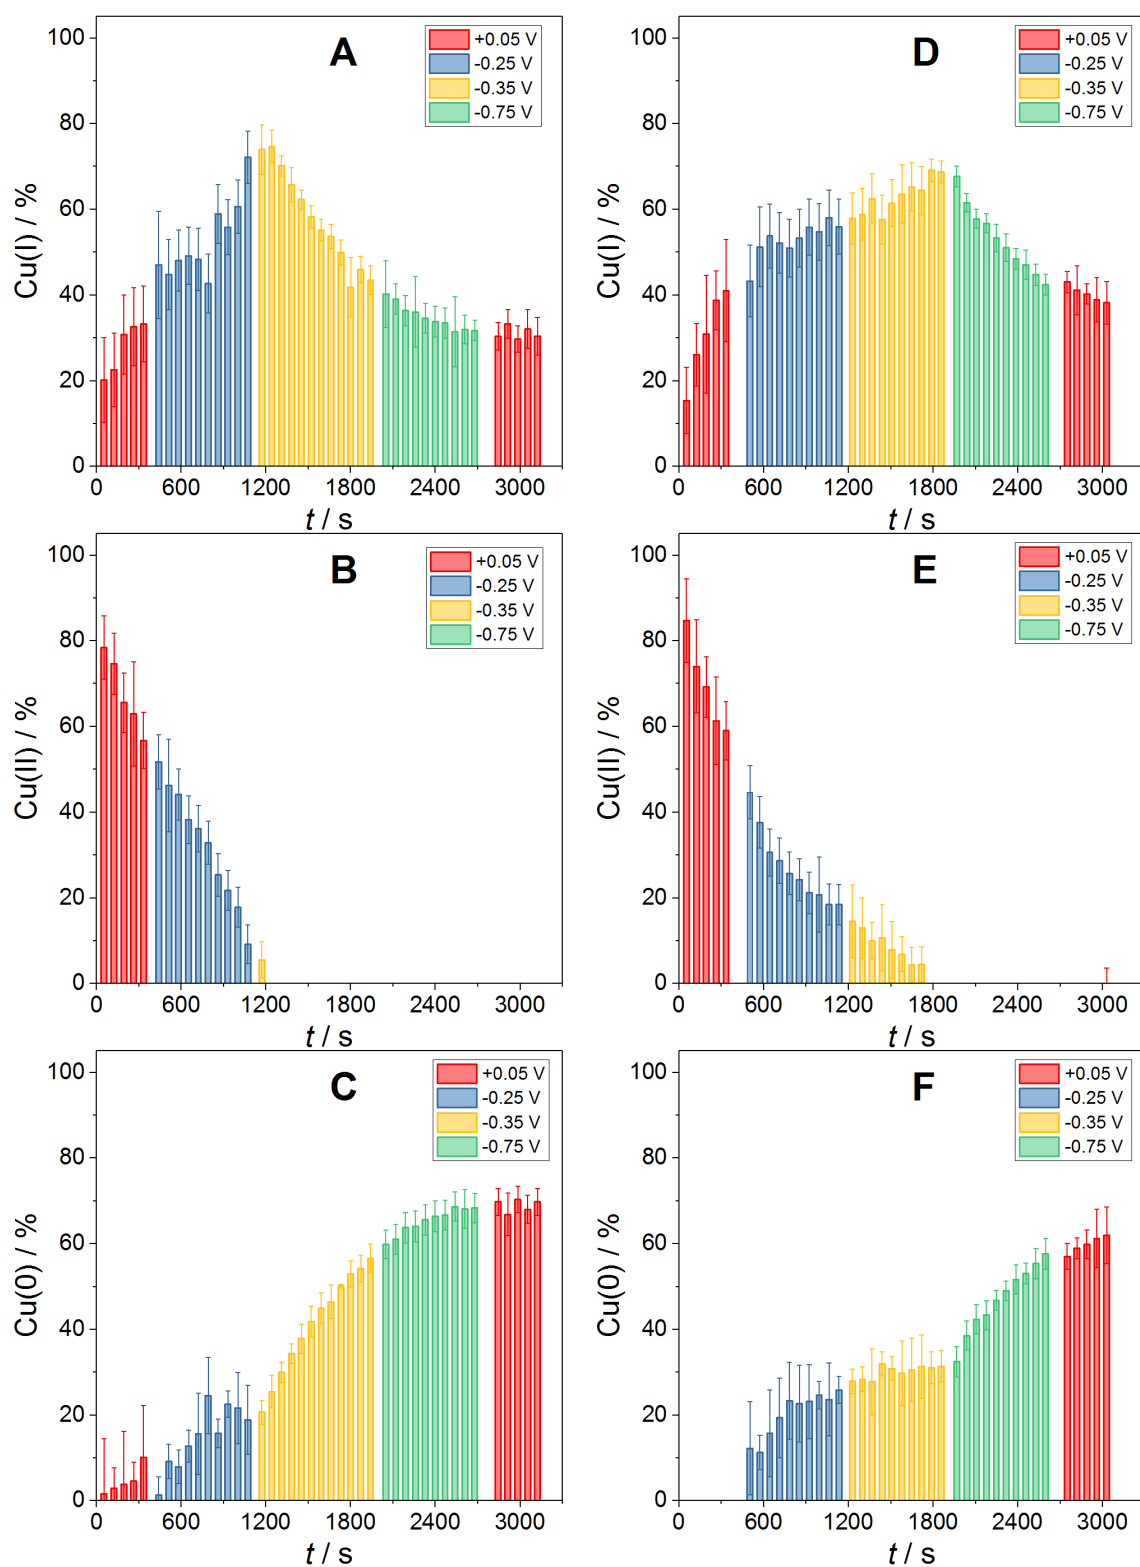 A
Cu(I) / %
100
80
60
40
20
0
+0.05 V
-0.25 V
-0.35 V
-0.75 V
0 600 1200 1800 2400 3000
t / s
D
Cu(I) / %
100
80
60
40
20
0
+0.05 V
-0.25 V
-0.35 V
-0.75 V
0 600 1200 1800 2400 3000
t / s
B
Cu(II) / %
100
80
60
40
20
0
+0.05 V
-0.25 V
-0.35 V
-0.75 V
0 600 1200 1800 2400 3000
t / s
E
Cu(II) / %
100
80
60
40
20
0
+0.05 V
-0.25 V
-0.35 V
-0.75 V
0 600 1200 1800 2400 3000
t / s
C
Cu(0) / %
100
80
60
40
20
0
+0.05 V
-0.25 V
-0.35 V
-0.75 V
0 600 1200 1800 2400 3000
t / s
F
Cu(0) / %
100
80
60
40
20
0
+0.05 V
-0.25 V
-0.35 V
-0.75 V
0 600 1200 1800 2400 3000
t / s